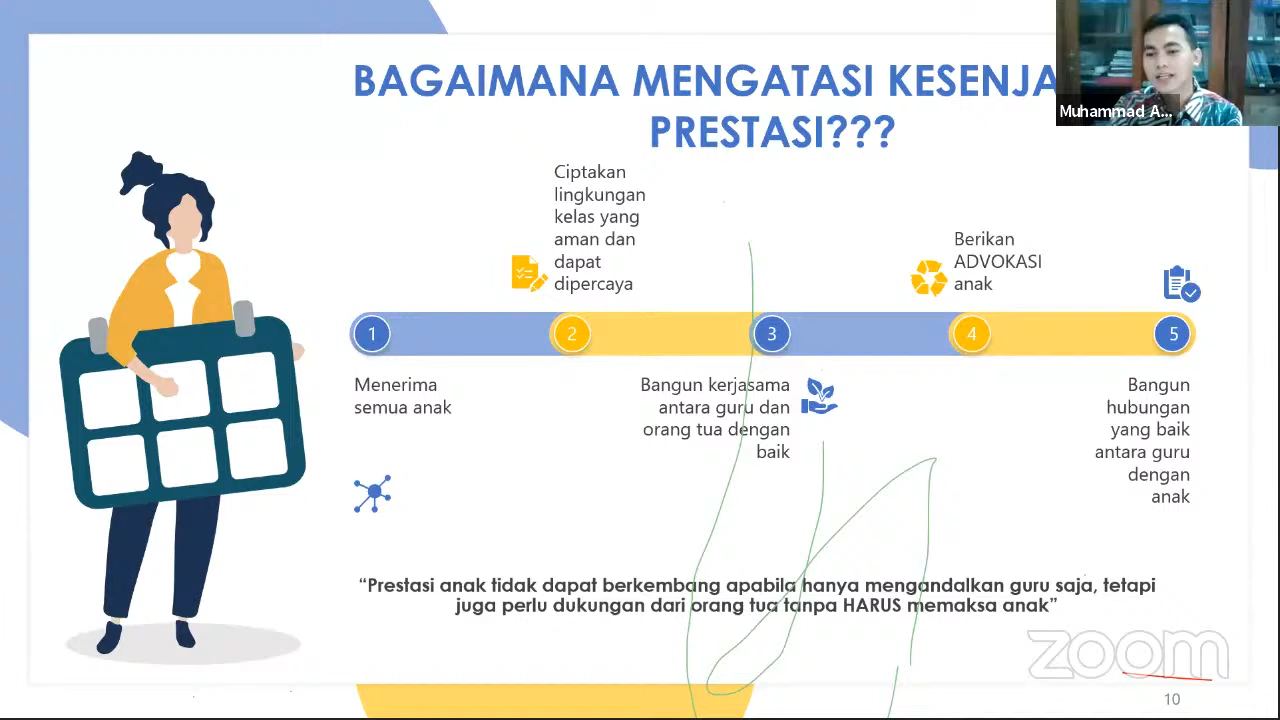 BAGAIMANA MENGATASI KESENJA
PRESTASI???
Muhammad A...
Ciptakan
lingkungan
kelas yang
aman dan
dapat
dipercaya
Berikan
ADVOKASI
anak
1
2
3
4
5
Menerima
semua anak
Bangun kerjasama
antara guru dan
orang tua dengan
baik
Bangun
hubungan
yang baik
antara guru
dengan
anak
“Prestasi anak tidak dapat berkembang apabila hanya mengandalkan guru saja, tetapi
juga perlu dukungan dari orang tua tanpa HARUS memaksa anak”
zoom
10